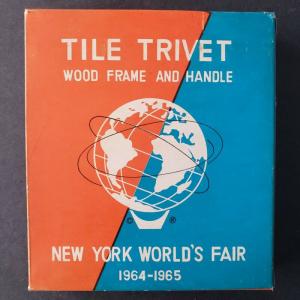 TILE TRIVET
WOOD FRAME AND HANDLE
© ®
NEW YORK WORLD'S FAIR
1964-1965